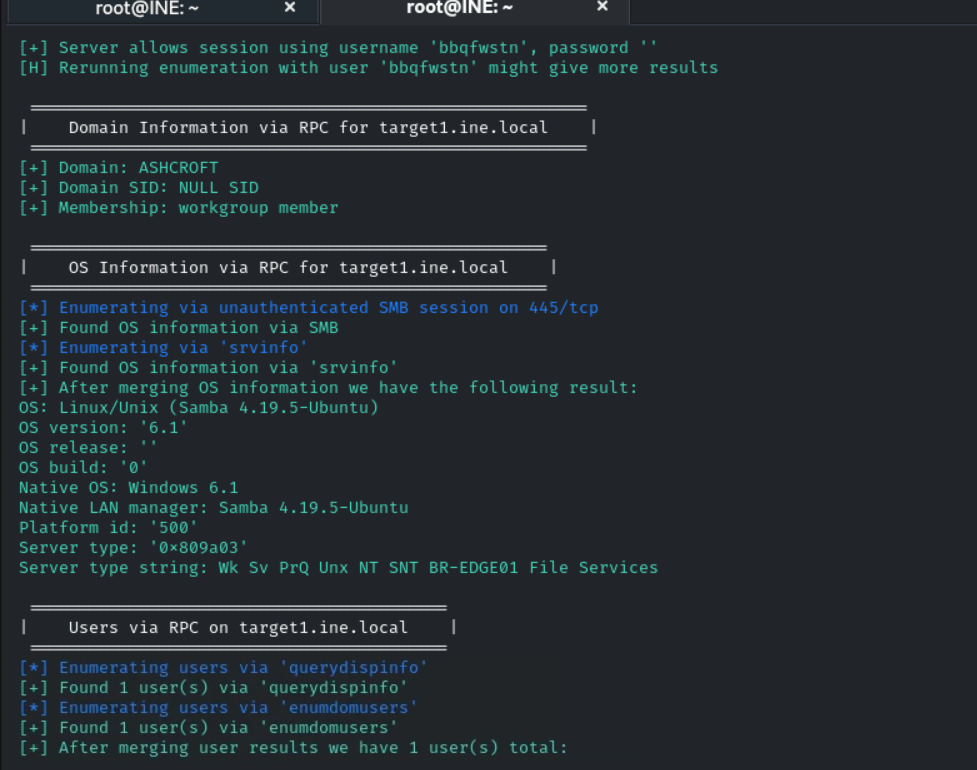 root@INE: ~ × root@INE: ~ ×
[+] Server allows session using username 'bbqfwstn', password ''
[H] Rerunning enumeration with user 'bbqfwstn' might give more results
| Domain Information via RPC for target1.ine.local |
[+] Domain: ASHCROFT
[+] Domain SID: NULL SID
[+] Membership: workgroup member
| OS Information via RPC for target1.ine.local |
[*] Enumerating via unauthenticated SMB session on 445/tcp
[+] Found OS information via SMB
[*] Enumerating via 'srvinfo'
[+] Found OS information via 'srvinfo'
[+] After merging OS information we have the following result:
OS: Linux/Unix (Samba 4.19.5-Ubuntu)
OS version: '6.1'
OS release: ''
OS build: '0'
Native OS: Windows 6.1
Native LAN manager: Samba 4.19.5-Ubuntu
Platform id: '500'
Server type: '0x809a03'
Server type string: Wk Sv PrQ Unx NT SNT BR-EDGE01 File Services
| Users via RPC on target1.ine.local |
[*] Enumerating users via 'querydispinfo'
[+] Found 1 user(s) via 'querydispinfo'
[*] Enumerating users via 'enumdomusers'
[+] Found 1 user(s) via 'enumdomusers'
[+] After merging user results we have 1 user(s) total: